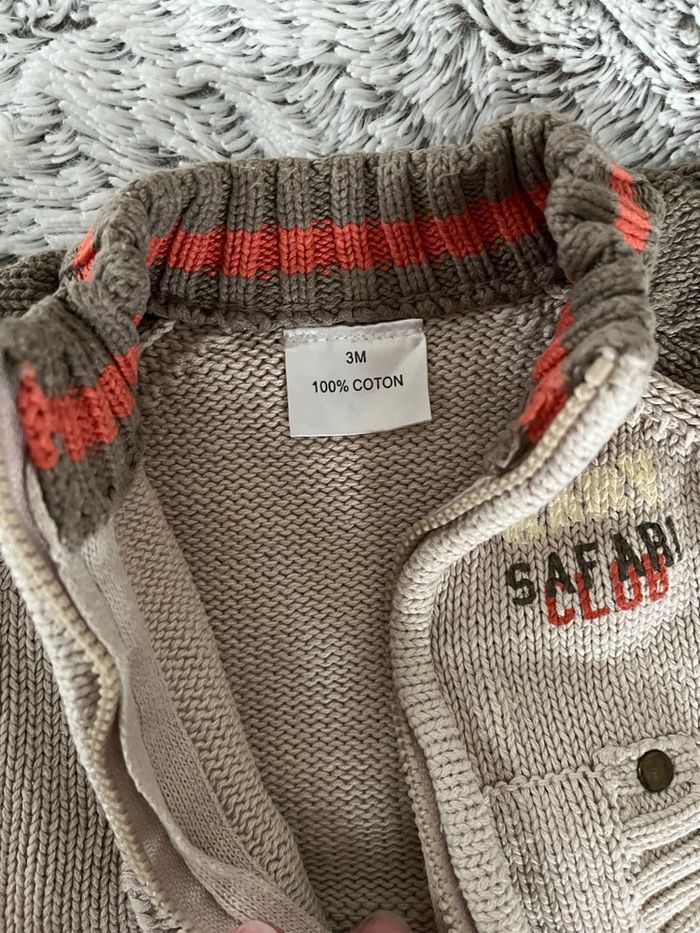 3M
100% COTON
SAFARI
CLUB